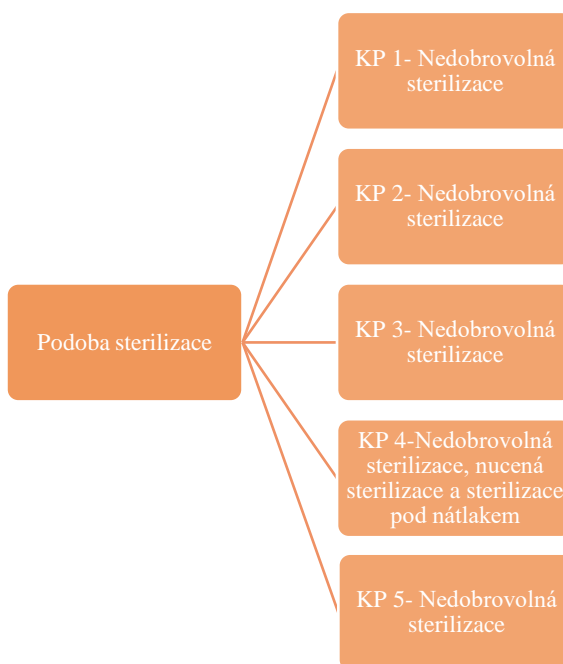 KP 1- Nedobrovolná
sterilizace
KP 2- Nedobrovolná
sterilizace
Podoba sterilizace
KP 3- Nedobrovolná
sterilizace
KP 4-Nedobrovolná
sterilizace, nucená
sterilizace a sterilizace
pod nátlakem
KP 5- Nedobrovolná
sterilizace